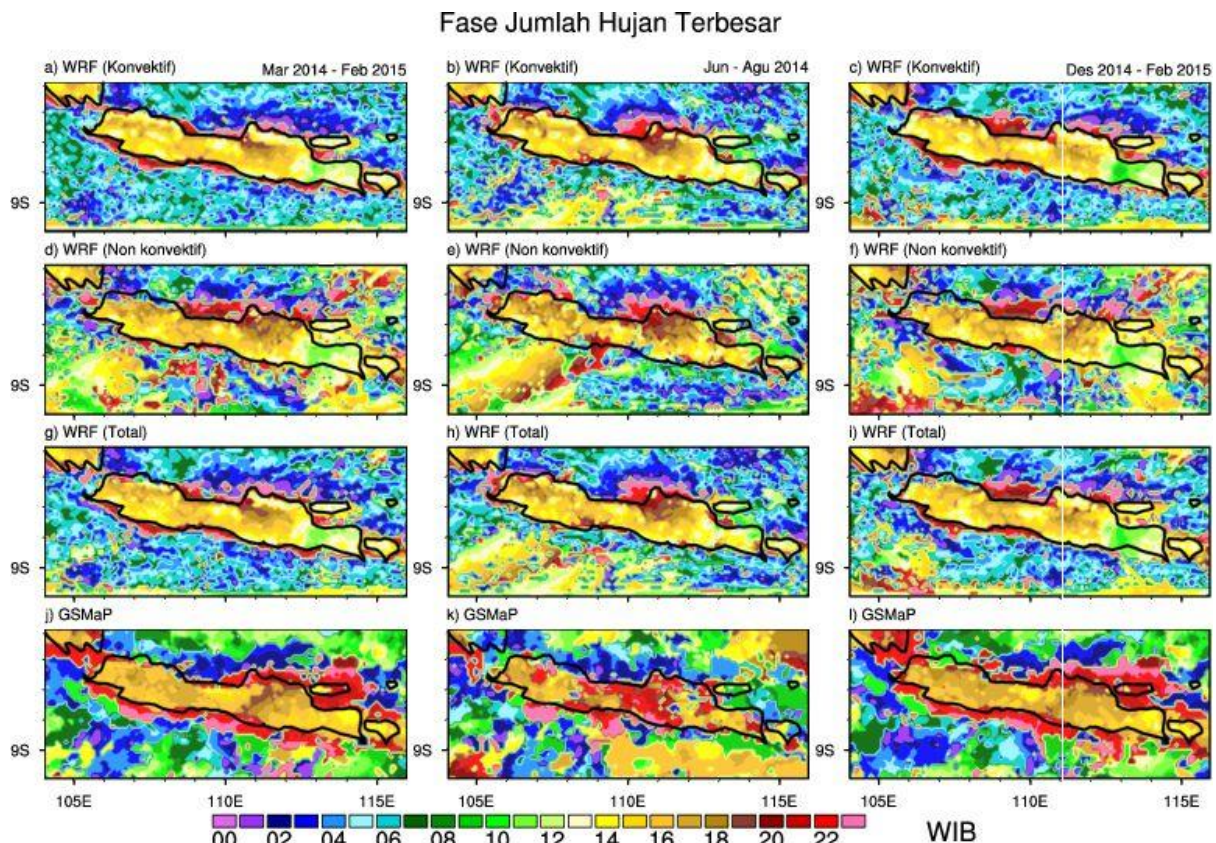 Fase Jumlah Hujan Terbesar
a) WRF (Konvektif) Mar 2014 - Feb 2015
b) WRF (Konvektif) Jun - Agu 2014
c) WRF (Konvektif) Des 2014 - Feb 2015
9S 9S 9S
d) WRF (Non konvektif)
e) WRF (Non konvektif)
f) WRF (Non konvektif)
9S 9S 9S
g) WRF (Total)
h) WRF (Total)
i) WRF (Total)
9S 9S 9S
j) GSMaP
k) GSMaP
l) GSMaP
9S 9S 9S
105E 110E 115E 105E 110E 115E 105E 110E 115E
00 02 04 06 08 10 12 14 16 18 20 22 WIB